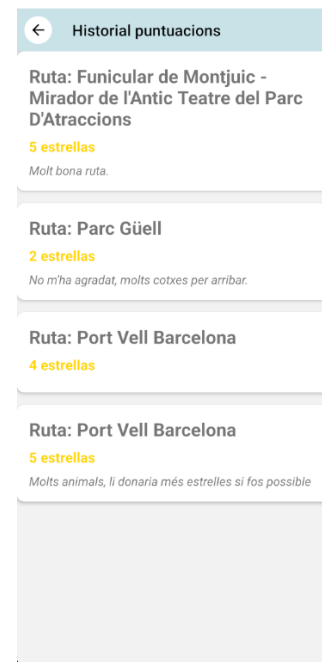 Historial puntuacions
Ruta: Funicular de Montjuic -
Mirador de l'Antic Teatre del Parc
D'Atraccions
5 estrellas
Molt bona ruta.
Ruta: Parc Güell
2 estrellas
No m'ha agradat, molts cotxes per arribar.
Ruta: Port Vell Barcelona
4 estrellas
Ruta: Port Vell Barcelona
5 estrellas
Molts animals, li donaria més estrelles si fos possible